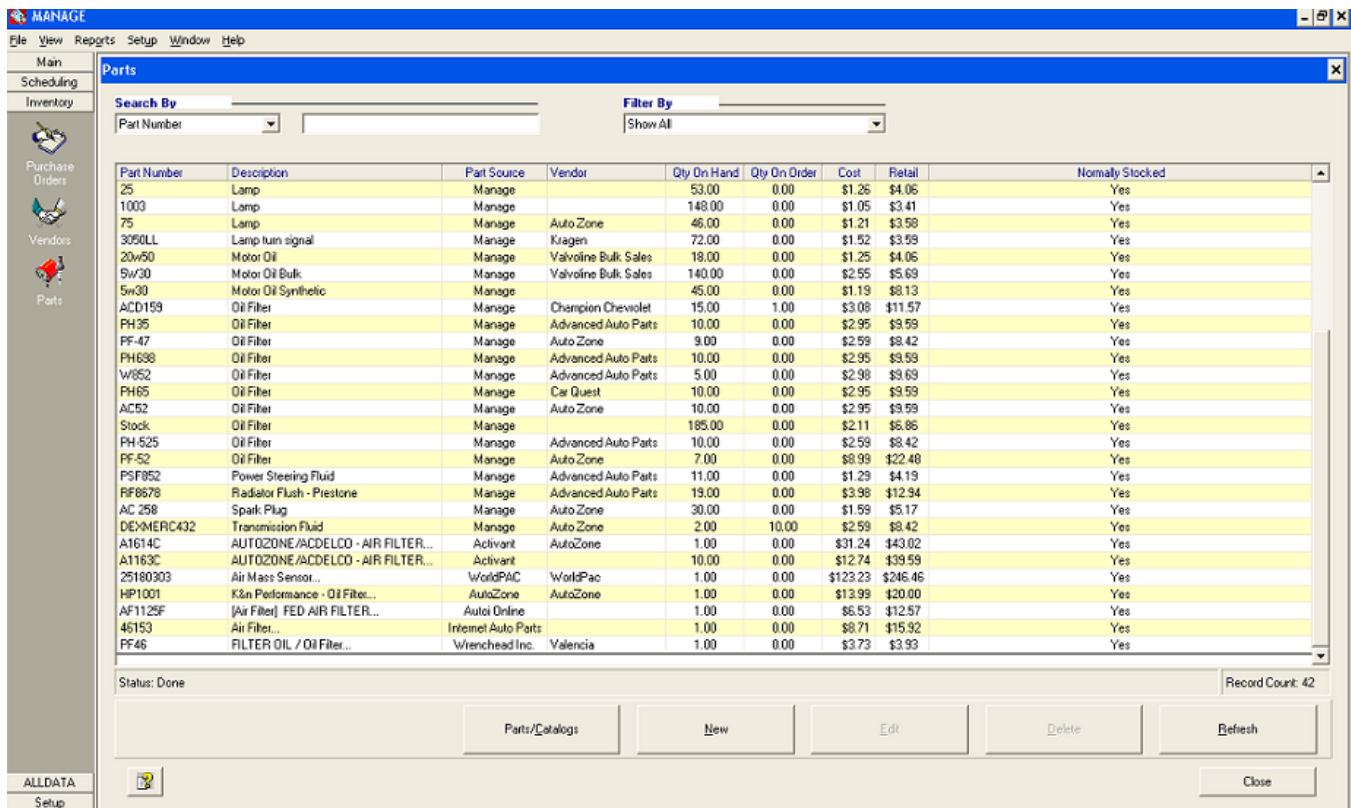 MANAGE
File View Reports Setup Window Help
Main
Scheduling
Inventory
Purchase
Orders
Vendors
Parts
ALLDATA
Setup
Parts
Search By
Filter By
Part Number
Show All
Part Number Description Part Source Vendor Qty On Hand Qty On Order Cost Retail Normally Stocked
25 Lamp Manage 53.00 0.00 $1.26 $4.06 Yes
1003 Lamp Manage 148.00 0.00 $1.05 $3.41 Yes
75 Lamp Manage Auto Zone 46.00 0.00 $1.21 $3.58 Yes
3050LL Lamp turn signal Manage Kragen 72.00 0.00 $1.52 $3.59 Yes
20w50 Motor Oil Manage Valvoline Bulk Sales 18.00 0.00 $1.25 $4.06 Yes
5w/30 Motor Oil Bulk Manage Valvoline Bulk Sales 140.00 0.00 $2.55 $5.69 Yes
5w30 Motor Oil Synthetic Manage 45.00 0.00 $1.19 $8.13 Yes
ACD159 Oil Filter Manage Champion Chevrolet 15.00 1.00 $3.08 $11.57 Yes
PH35 Oil Filter Manage Advanced Auto Parts 10.00 0.00 $2.95 $9.59 Yes
PF-47 Oil Filter Manage Auto Zone 9.00 0.00 $2.59 $8.42 Yes
PH698 Oil Filter Manage Advanced Auto Parts 10.00 0.00 $2.95 $9.59 Yes
W852 Oil Filter Manage Advanced Auto Parts 5.00 0.00 $2.98 $9.69 Yes
PH65 Oil Filter Manage Car Quest 10.00 0.00 $2.95 $9.59 Yes
AC52 Oil Filter Manage Auto Zone 10.00 0.00 $2.95 $9.59 Yes
Stock Oil Filter Manage 185.00 0.00 $2.11 $6.86 Yes
PH-525 Oil Filter Manage Advanced Auto Parts 10.00 0.00 $2.59 $8.42 Yes
PF-52 Oil Filter Manage Auto Zone 7.00 0.00 $8.99 $22.48 Yes
PSF852 Power Steering Fluid Manage Advanced Auto Parts 11.00 0.00 $1.29 $4.19 Yes
RF8678 Radiator Flush - Prestone Manage Advanced Auto Parts 19.00 0.00 $3.98 $12.94 Yes
AC 258 Spark Plug Manage Auto Zone 30.00 0.00 $1.59 $5.17 Yes
DEXMERC432 Transmission Fluid Manage Auto Zone 2.00 10.00 $2.59 $8.42 Yes
A1614C AUTOZONE/ACDELCO - AIR FILTER... Activant AutoZone 1.00 0.00 $31.24 $43.02 Yes
A1163C AUTOZONE/ACDELCO - AIR FILTER... Activant 10.00 0.00 $12.74 $39.59 Yes
25180303 Air Mass Sensor... WorldPAC WorldPac 1.00 0.00 $123.23 $246.46 Yes
HP1001 K&n Performance - Oil Filter... AutoZone AutoZone 1.00 0.00 $13.99 $20.00 Yes
AF1125F [Air Filter] FED AIR FILTER... Autoi Online 1.00 0.00 $6.53 $12.57 Yes
46153 Air Filter... Internet Auto Parts 1.00 0.00 $8.71 $15.92 Yes
PF46 FILTER OIL / Oil Filter... Wrenchead Inc. Valencia 1.00 0.00 $3.73 $3.93 Yes
Status: Done
Record Count: 42
Parts/Catalogs New Edit Delete Refresh
Close